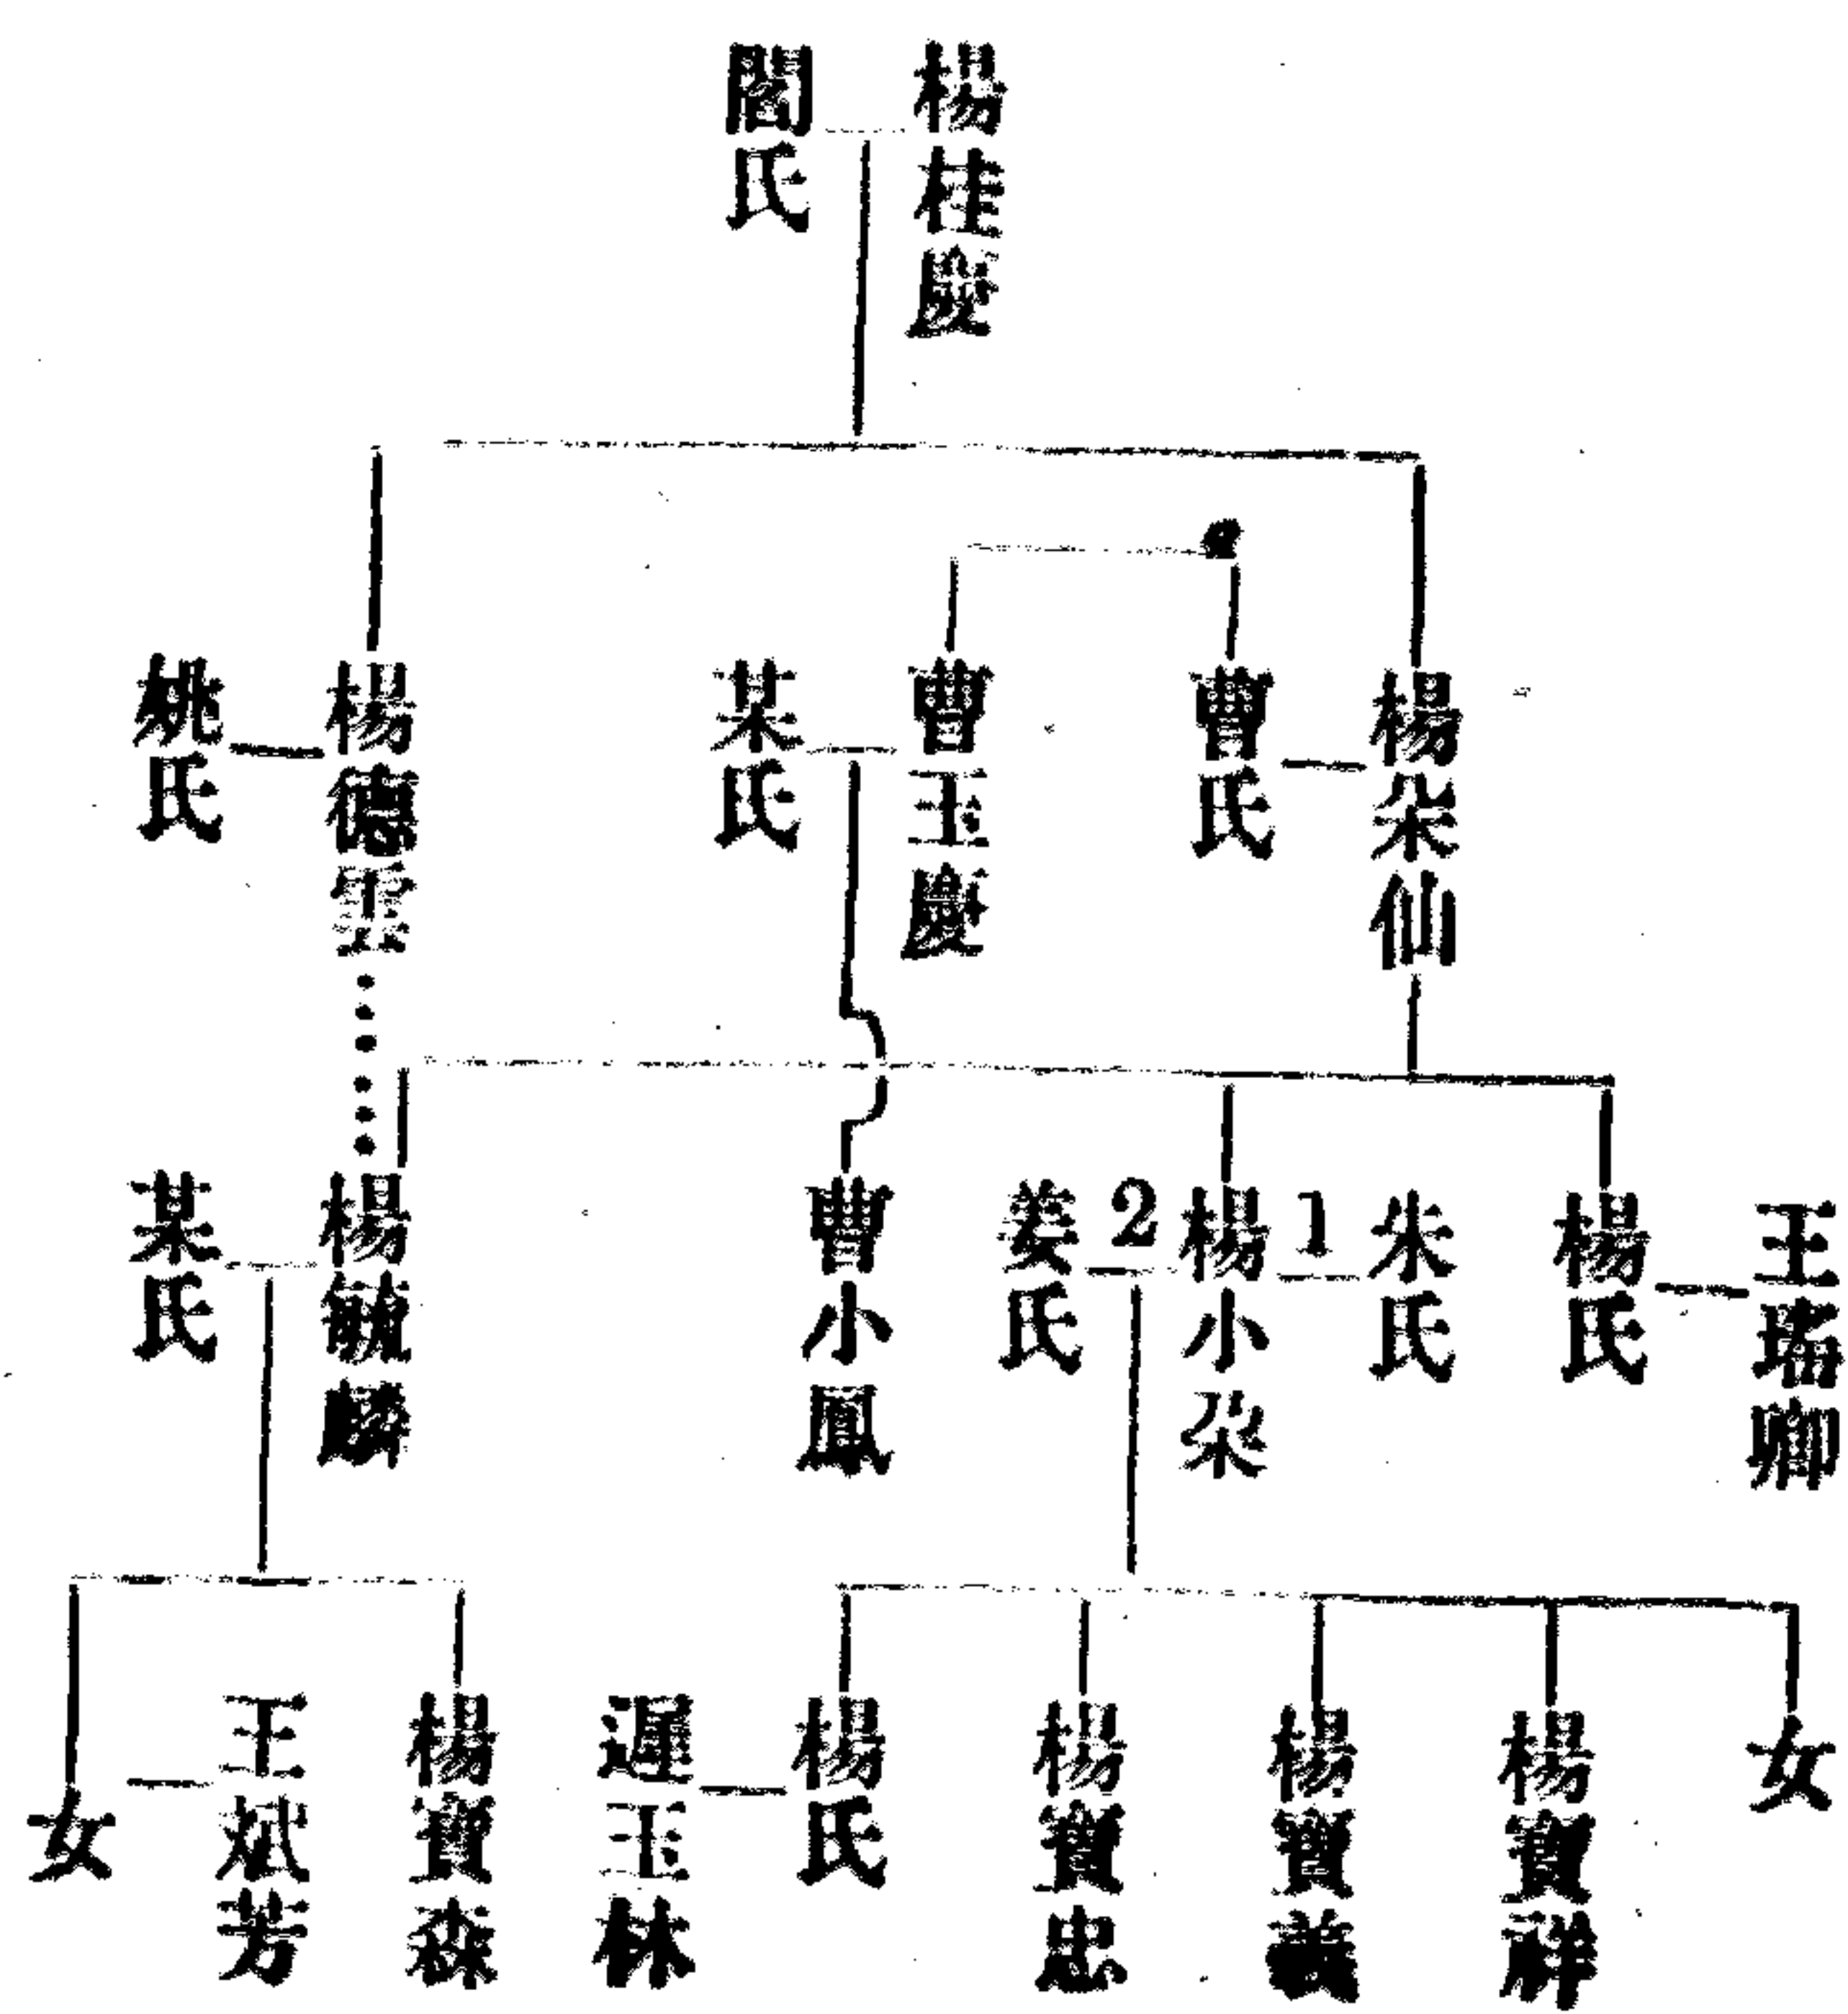 楊桂慶
閻氏
楊朵仙
曹氏
曹玉慶
某氏
楊德雲
姚氏
王瑞卿
楊氏
朱氏
1
楊小朵
2
姜氏
曹小鳳
楊毓麟
某氏
女
楊寶祥
楊寶義
楊寶忠
楊氏
遲玉林
楊寶森
王斌芳
女